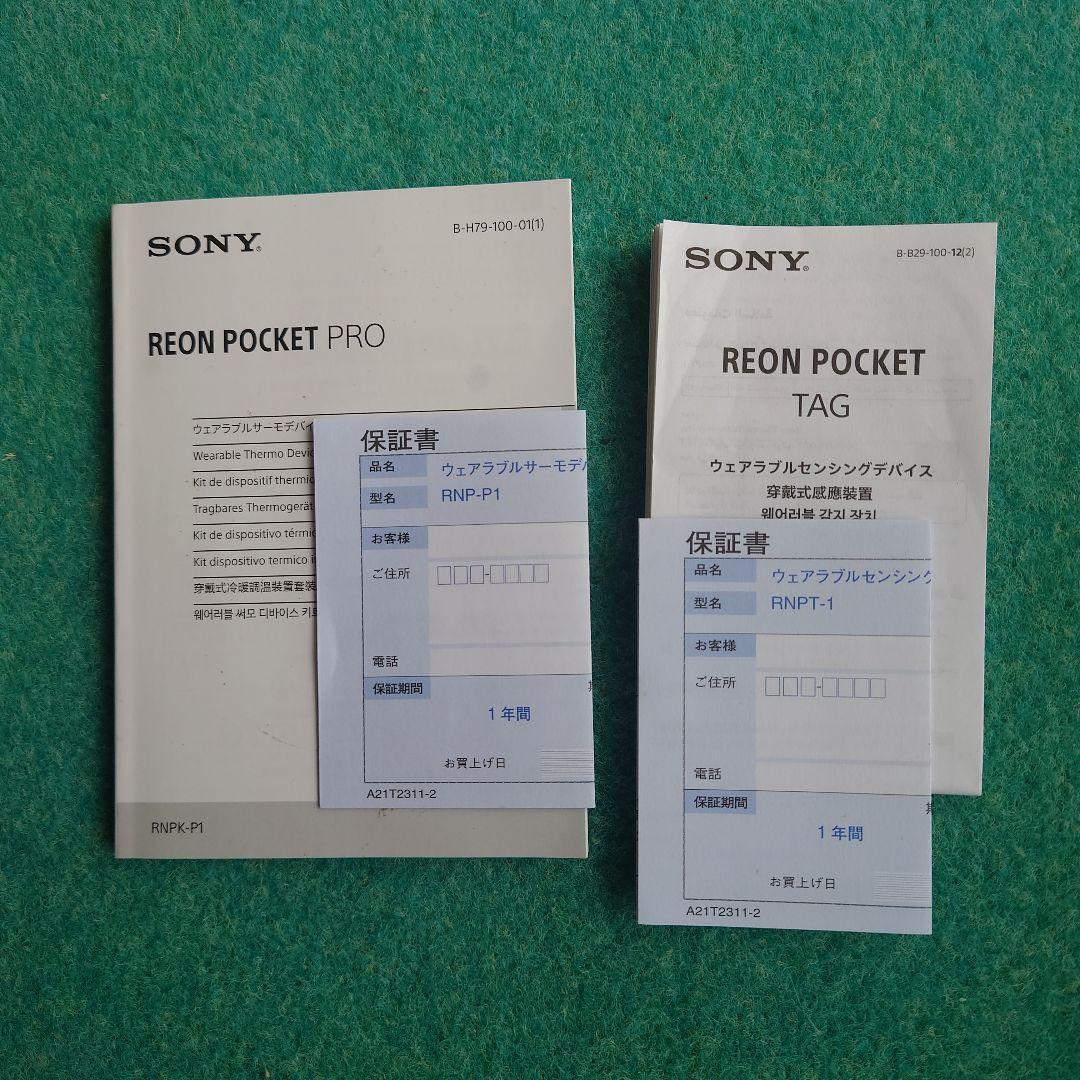 SONY
B-H79-100-01(1)
REON POCKET PRO
ウェアラブルサーモデバイ
Wearable Thermo Devic
Kit de dispositif thermic
Tragbares Thermogerät
Kit de dispositivo térmic
Kit dispositivo termico i
穿戴式冷暖調溫裝置套裝
웨어러블 써모 디바이스 키트
RNPK-P1
保証書
品名 ウェアラブルサーモデバ
型名 RNP-P1
お客様
ご住所
電話
保証期間
1 年間
お買上げ日
A21T2311-2
SONY
B-B29-100-12(2)
REON POCKET
TAG
ウェアラブルセンシングデバイス
穿戴式感應裝置
웨어러블 감지 장치
保証書
品名 ウェアラブルセンシング
型名 RNPT-1
お客様
ご住所
電話
保証期間
1 年間
お買上げ日
A21T2311-2